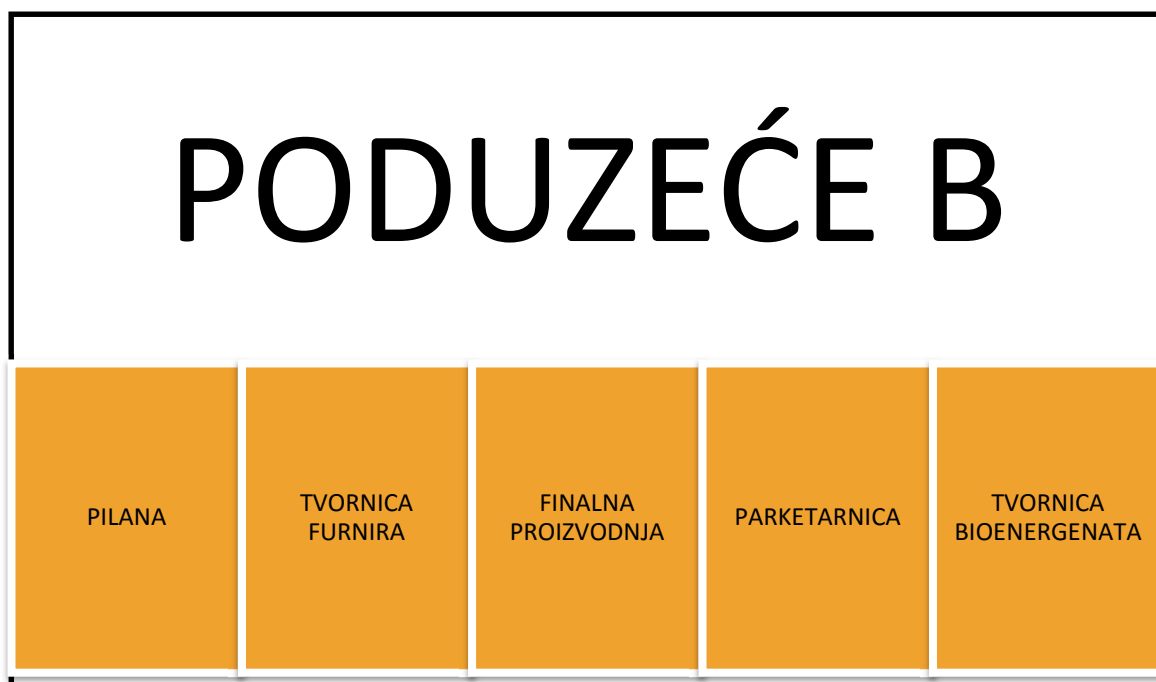 PODUZEĆE B
PILANA
TVORNICA
FURNIRA
FINALNA
PROIZVODNJA
PARKETARNICA
TVORNICA
BIOENERGENATA